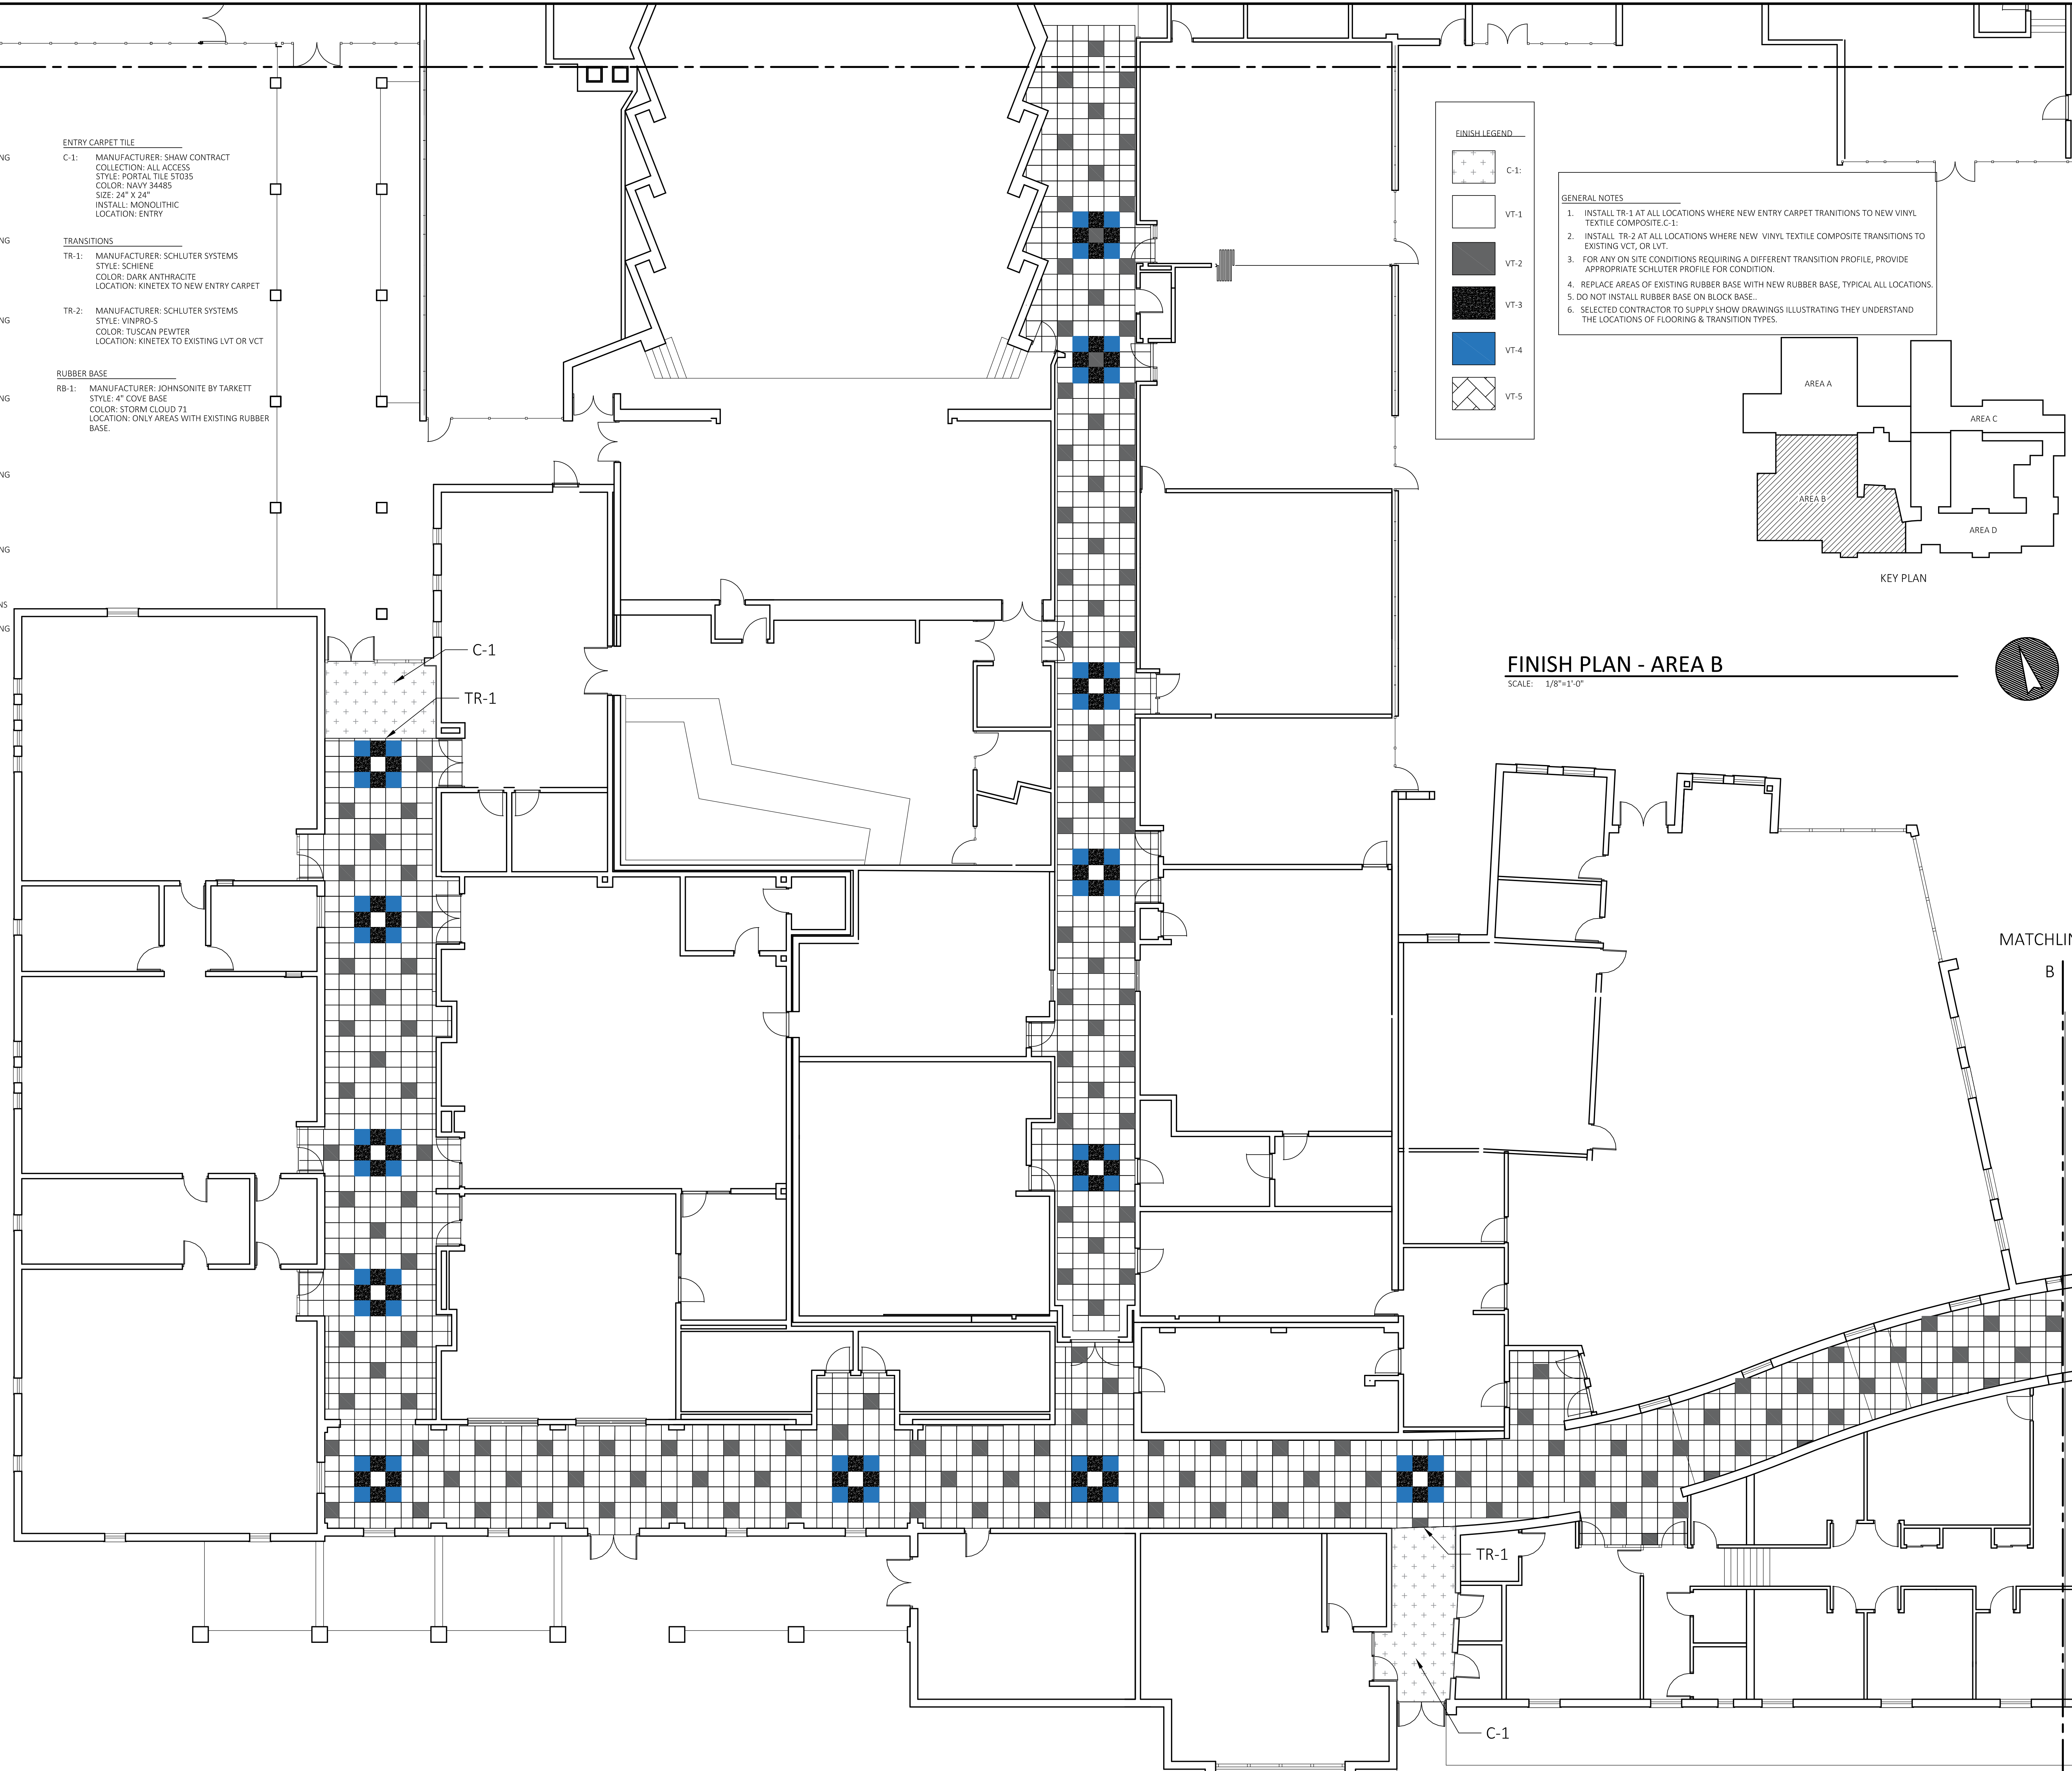 NG
NG
NG
NG
NG
NG
NS
NG
ENTRY CARPET TILE
C-1: MANUFACTURER: SHAW CONTRACT
COLLECTION: ALL ACCESS
STYLE: PORTAL TILE 5T035
COLOR: NAVY 34485
SIZE: 24" X 24"
INSTALL: MONOLITHIC
LOCATION: ENTRY
TRANSITIONS
TR-1: MANUFACTURER: SCHLUTER SYSTEMS
STYLE: SCHIENE
COLOR: DARK ANTHRACITE
LOCATION: KINETEX TO NEW ENTRY CARPET
TR-2: MANUFACTURER: SCHLUTER SYSTEMS
STYLE: VINPRO-S
COLOR: TUSCAN PEWTER
LOCATION: KINETEX TO EXISTING LVT OR VCT
RUBBER BASE
RB-1: MANUFACTURER: JOHNSONITE BY TARKETT
STYLE: 4" COVE BASE
COLOR: STORM CLOUD 71
LOCATION: ONLY AREAS WITH EXISTING RUBBER
BASE.
FINISH LEGEND
C-1:
VT-1
VT-2
VT-3
VT-4
VT-5
GENERAL NOTES
1. INSTALL TR-1 AT ALL LOCATIONS WHERE NEW ENTRY CARPET TRANITIONS TO NEW VINYL
TEXTILE COMPOSITE.C-1:
2. INSTALL TR-2 AT ALL LOCATIONS WHERE NEW VINYL TEXTILE COMPOSITE TRANSITIONS TO
EXISTING VCT, OR LVT.
3. FOR ANY ON SITE CONDITIONS REQUIRING A DIFFERENT TRANSITION PROFILE, PROVIDE
APPROPRIATE SCHLUTER PROFILE FOR CONDITION.
4. REPLACE AREAS OF EXISTING RUBBER BASE WITH NEW RUBBER BASE, TYPICAL ALL LOCATIONS.
5. DO NOT INSTALL RUBBER BASE ON BLOCK BASE..
6. SELECTED CONTRACTOR TO SUPPLY SHOW DRAWINGS ILLUSTRATING THEY UNDERSTAND
THE LOCATIONS OF FLOORING & TRANSITION TYPES.
AREA A
AREA C
AREA B
AREA D
KEY PLAN
FINISH PLAN - AREA B
SCALE: 1/8"=1'-0"
C-1
TR-1
MATCHLIN
B
TR-1
C-1